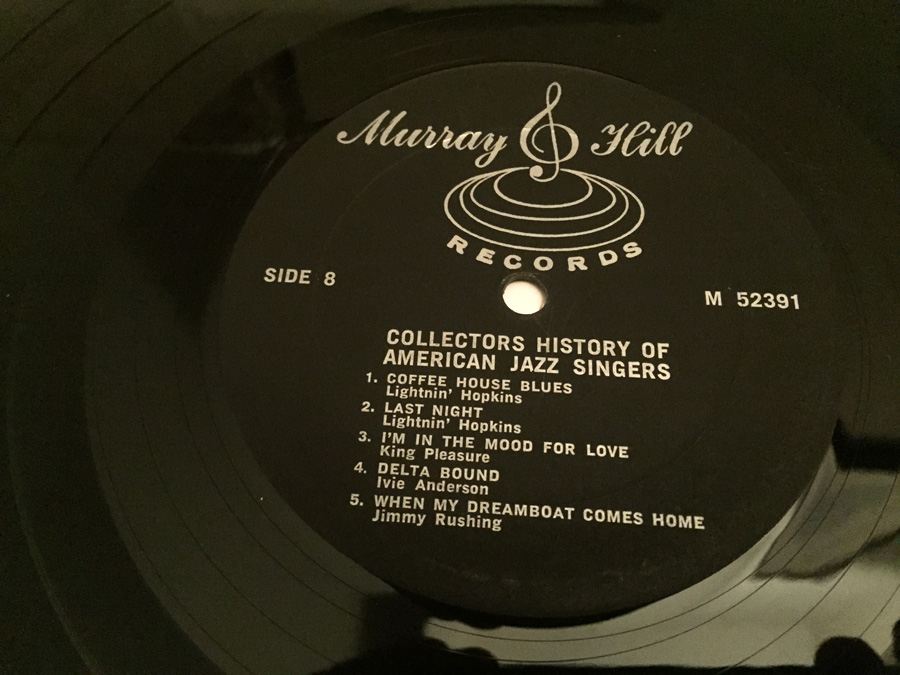 Murray Hill
RECORDS
SIDE 8
M 52391
COLLECTORS HISTORY OF
AMERICAN JAZZ SINGERS
1. COFFEE HOUSE BLUES
Lightnin' Hopkins
2. LAST NIGHT
Lightnin' Hopkins
3. I'M IN THE MOOD FOR LOVE
King Pleasure
4. DELTA BOUND
Ivie Anderson
5. WHEN MY DREAMBOAT COMES HOME
Jimmy Rushing